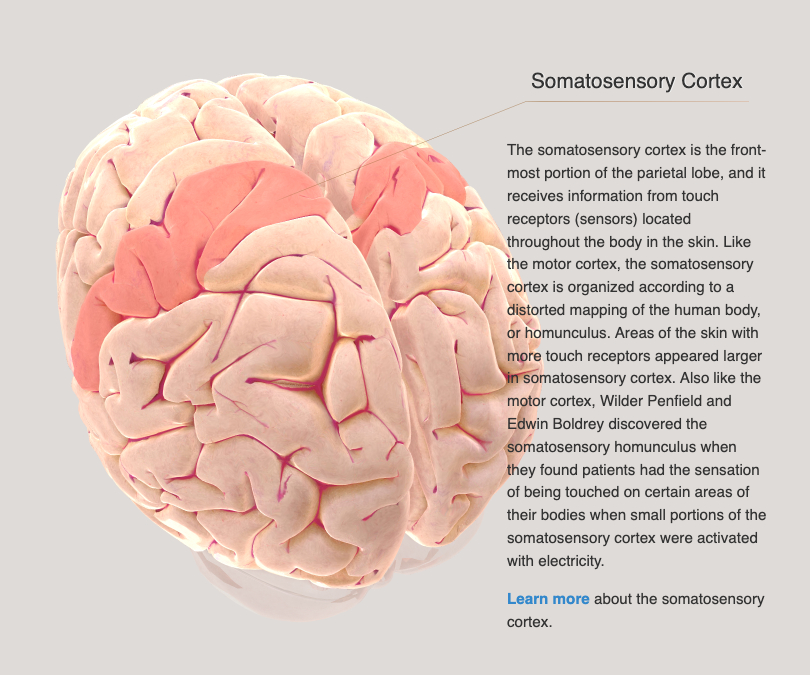 Somatosensory Cortex
The somatosensory cortex is the front-
most portion of the parietal lobe, and it
receives information from touch
receptors (sensors) located
throughout the body in the skin. Like
the motor cortex, the somatosensory
cortex is organized according to a
distorted mapping of the human body,
or homunculus. Areas of the skin with
more touch receptors appeared larger
in somatosensory cortex. Also like the
motor cortex, Wilder Penfield and
Edwin Boldrey discovered the
somatosensory homunculus when
they found patients had the sensation
of being touched on certain areas of
their bodies when small portions of the
somatosensory cortex were activated
with electricity.
Learn more about the somatosensory
cortex.